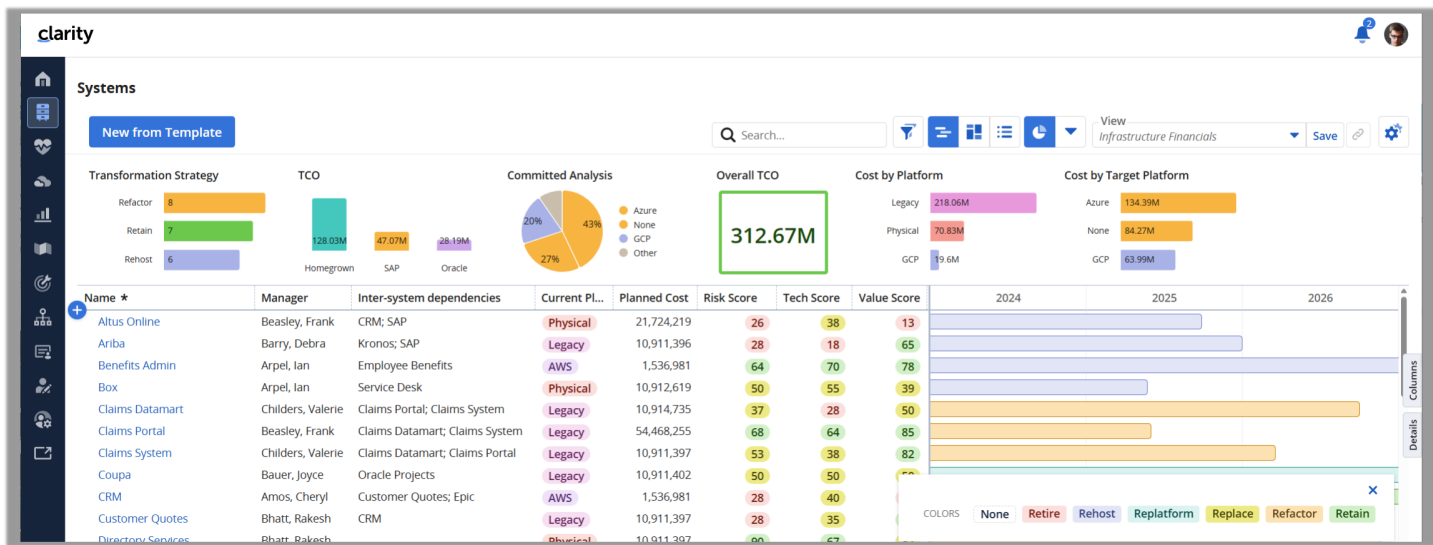 clarity
2
Systems
New from Template
Search...
View
Infrastructure Financials
Save
Transformation Strategy
Refactor 8
Retain 7
Rehost 6
TCO
128.03M 47.07M 28.19M
Homegrown SAP Oracle
Committed Analysis
20% 43% 27%
Azure
None
GCP
Other
Overall TCO
312.67M
Cost by Platform
Legacy 218.06M
Physical 70.83M
GCP 19.6M
Cost by Target Platform
Azure 134.39M
None 84.27M
GCP 63.99M
Name * Manager Inter-system dependencies Current Pl... Planned Cost Risk Score Tech Score Value Score 2024 2025 2026
Altus Online Beasley, Frank CRM; SAP Physical 21,724,219 26 38 13
Ariba Barry, Debra Kronos; SAP Legacy 10,911,396 28 18 65
Benefits Admin Arpel, Ian Employee Benefits AWS 1,536,981 64 70 78
Box Arpel, Ian Service Desk Physical 10,912,619 50 55 39
Claims Datamart Childers, Valerie Claims Portal; Claims System Legacy 10,914,735 37 28 50
Claims Portal Beasley, Frank Claims Datamart; Claims System Legacy 54,468,255 68 64 85
Claims System Childers, Valerie Claims Datamart; Claims Portal Legacy 10,911,397 53 38 82
Coupa Bauer, Joyce Oracle Projects Legacy 10,911,402 50 50
CRM Amos, Cheryl Customer Quotes; Epic AWS 1,536,981 28 40
Customer Quotes Bhatt, Rakesh CRM Legacy 10,911,397 28 35
Directory Services Bhatt, Rakesh Physical 10,911,397 90 67
Columns
Details
COLORS None Retire Rehost Replatform Replace Refactor Retain